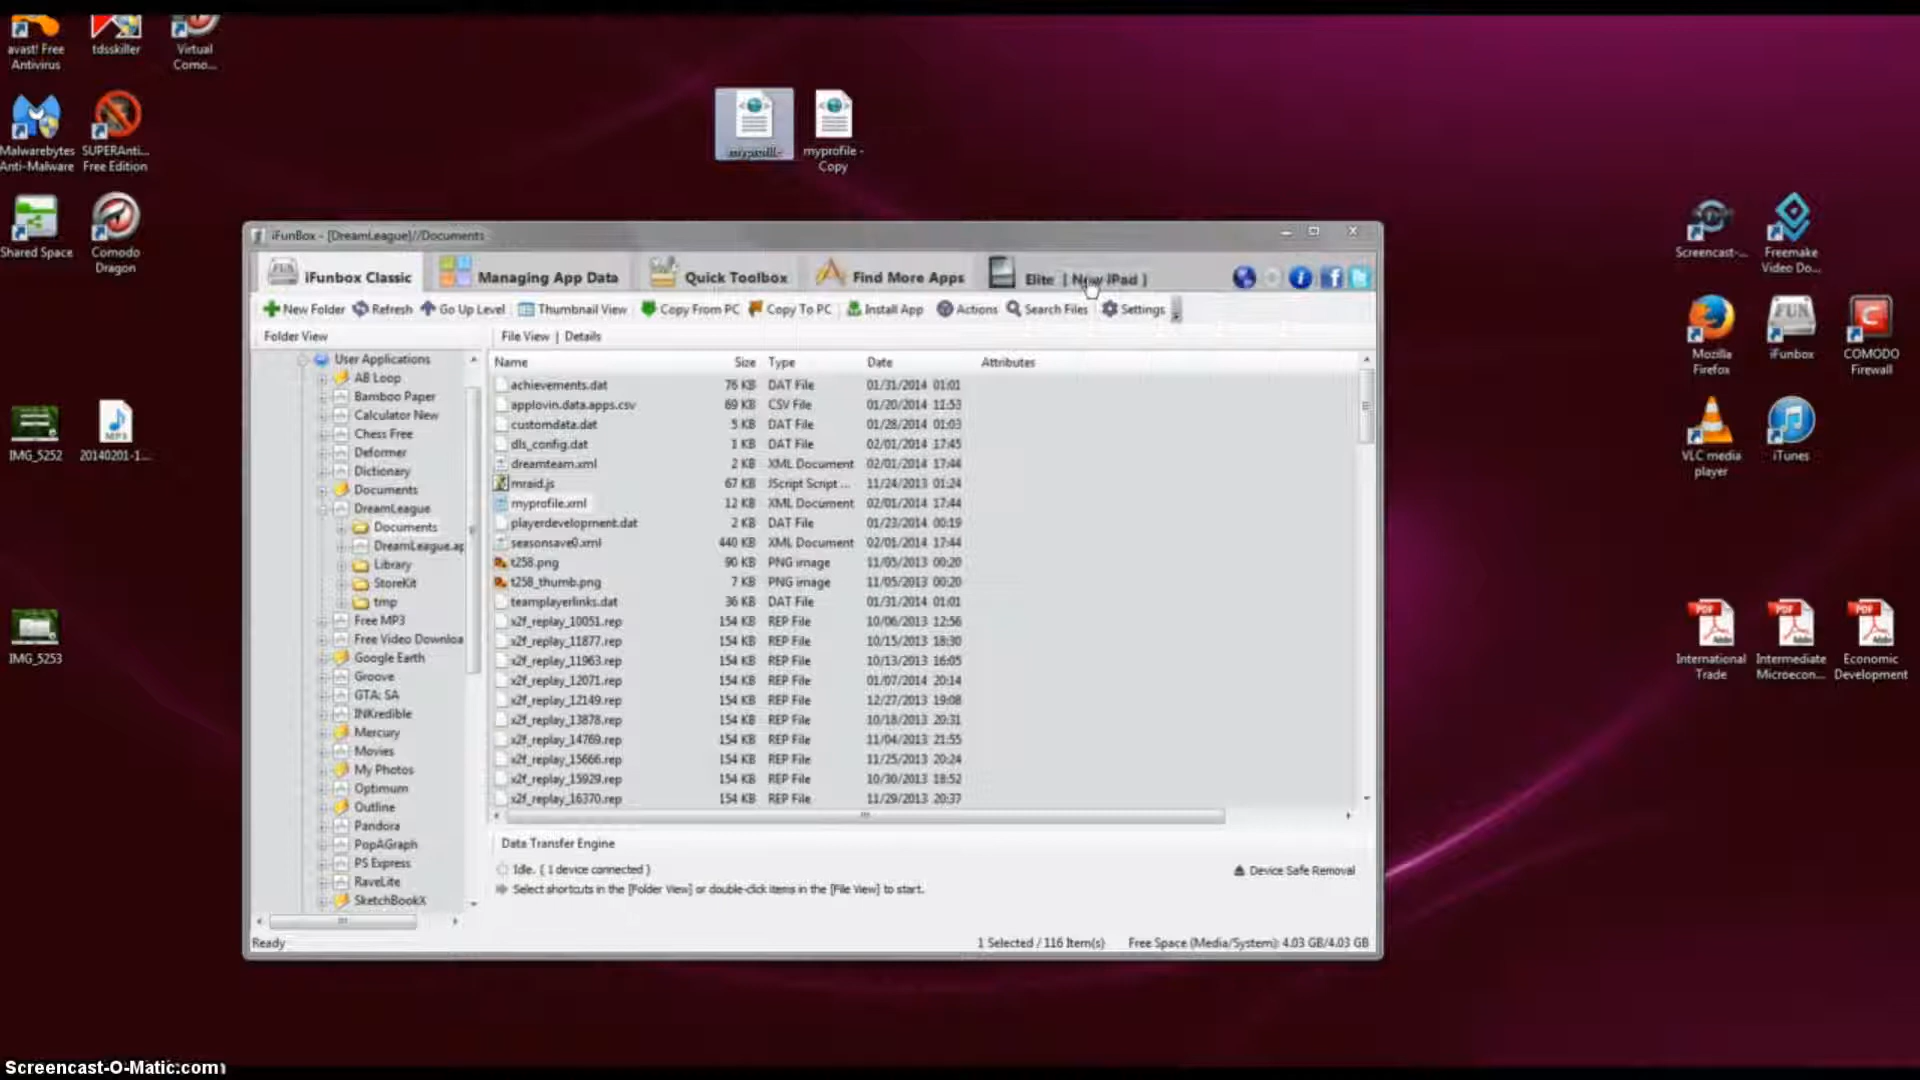 avast! Free
Antivirus
tdsskiller
Virtual
Como...
Malwarebytes
Anti-Malware
SUPERAnti...
Free Edition
Shared Space
Comodo
Dragon
IMG_5252
MP3
20140201-1...
IMG_5253
myprofile -
Copy
Screencast-...
Freemake
Video Do...
Mozilla
Firefox
FUN
iFunbox
COMODO
Firewall
VLC media
player
iTunes
PDF
Adobe
International
Trade
PDF
Adobe
Intermediate
Microecon...
PDF
Adobe
Economic
Development
iFunBox - [DreamLeague]//Documents
iFunbox Classic
Managing App Data
Quick Toolbox
Find More Apps
Elite [ New iPad ]
New Folder Refresh Go Up Level Thumbnail View Copy From PC Copy To PC Install App Actions Search Files Settings
Folder View
User Applications
AB Loop
Bamboo Paper
Calculator New
Chess Free
Deformer
Dictionary
Documents
DreamLeague
Documents
DreamLeague.ap
Library
StoreKit
tmp
Free MP3
Free Video Downloa
Google Earth
Groove
GTA: SA
INKredible
Mercury
Movies
My Photos
Optimum
Outline
Pandora
PopAGraph
PS Express
RaveLite
SketchBookX
File View | Details
Name Size Type Date Attributes
achievements.dat 76 KB DAT File 01/31/2014 01:01
applovin.data.apps.csv 69 KB CSV File 01/20/2014 11:53
customdata.dat 5 KB DAT File 01/28/2014 01:03
dls_config.dat 1 KB DAT File 02/01/2014 17:45
dreamteam.xml 2 KB XML Document 02/01/2014 17:44
mraid.js 67 KB JScript Script ... 11/24/2013 01:24
myprofile.xml 12 KB XML Document 02/01/2014 17:44
playerdevelopment.dat 2 KB DAT File 01/23/2014 00:19
seasonsave0.xml 440 KB XML Document 02/01/2014 17:44
t258.png 90 KB PNG image 11/05/2013 00:20
t258_thumb.png 7 KB PNG image 11/05/2013 00:20
teamplayerlinks.dat 36 KB DAT File 01/31/2014 01:01
x2f_replay_10051.rep 154 KB REP File 10/06/2013 12:56
x2f_replay_11877.rep 154 KB REP File 10/15/2013 18:30
x2f_replay_11963.rep 154 KB REP File 10/13/2013 16:05
x2f_replay_12071.rep 154 KB REP File 01/07/2014 20:14
x2f_replay_12149.rep 154 KB REP File 12/27/2013 19:08
x2f_replay_13878.rep 154 KB REP File 10/18/2013 20:31
x2f_replay_14769.rep 154 KB REP File 11/04/2013 21:55
x2f_replay_15666.rep 154 KB REP File 11/25/2013 20:24
x2f_replay_15929.rep 154 KB REP File 10/30/2013 18:52
x2f_replay_16370.rep 154 KB REP File 11/29/2013 20:37
Data Transfer Engine
Idle. ( 1 device connected )
Device Safe Removal
Select shortcuts in the [Folder View] or double-click items in the [File View] to start.
Ready
1 Selected / 116 Item(s)
Free Space (Media/System): 4.03 GB/4.03 GB
Screencast-O-Matic.com